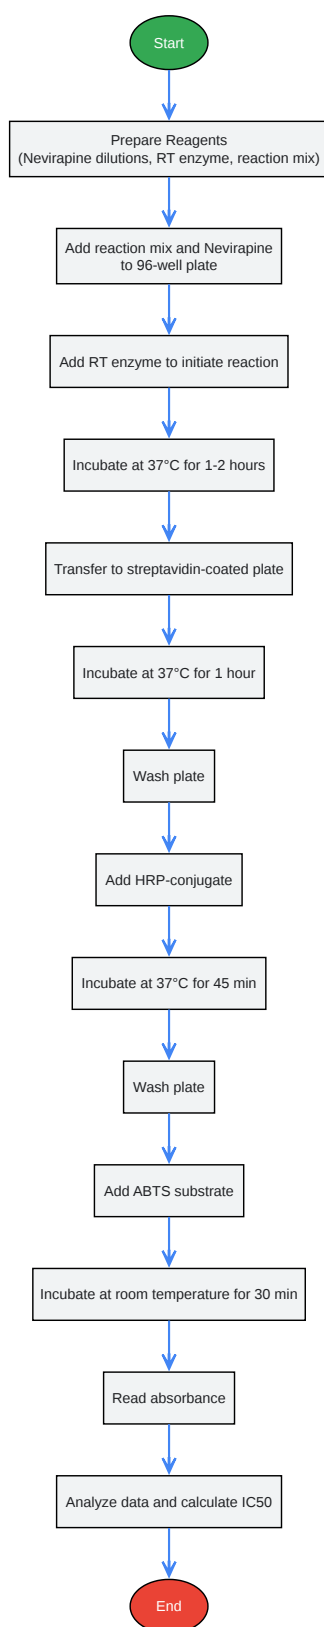 Start
Prepare Reagents
(Nevirapine dilutions, RT enzyme, reaction mix)
Add reaction mix and Nevirapine
to 96-well plate
Add RT enzyme to initiate reaction
Incubate at 37°C for 1-2 hours
Transfer to streptavidin-coated plate
Incubate at 37°C for 1 hour
Wash plate
Add HRP-conjugate
Incubate at 37°C for 45 min
Wash plate
Add ABTS substrate
Incubate at room temperature for 30 min
Read absorbance
Analyze data and calculate IC50
End